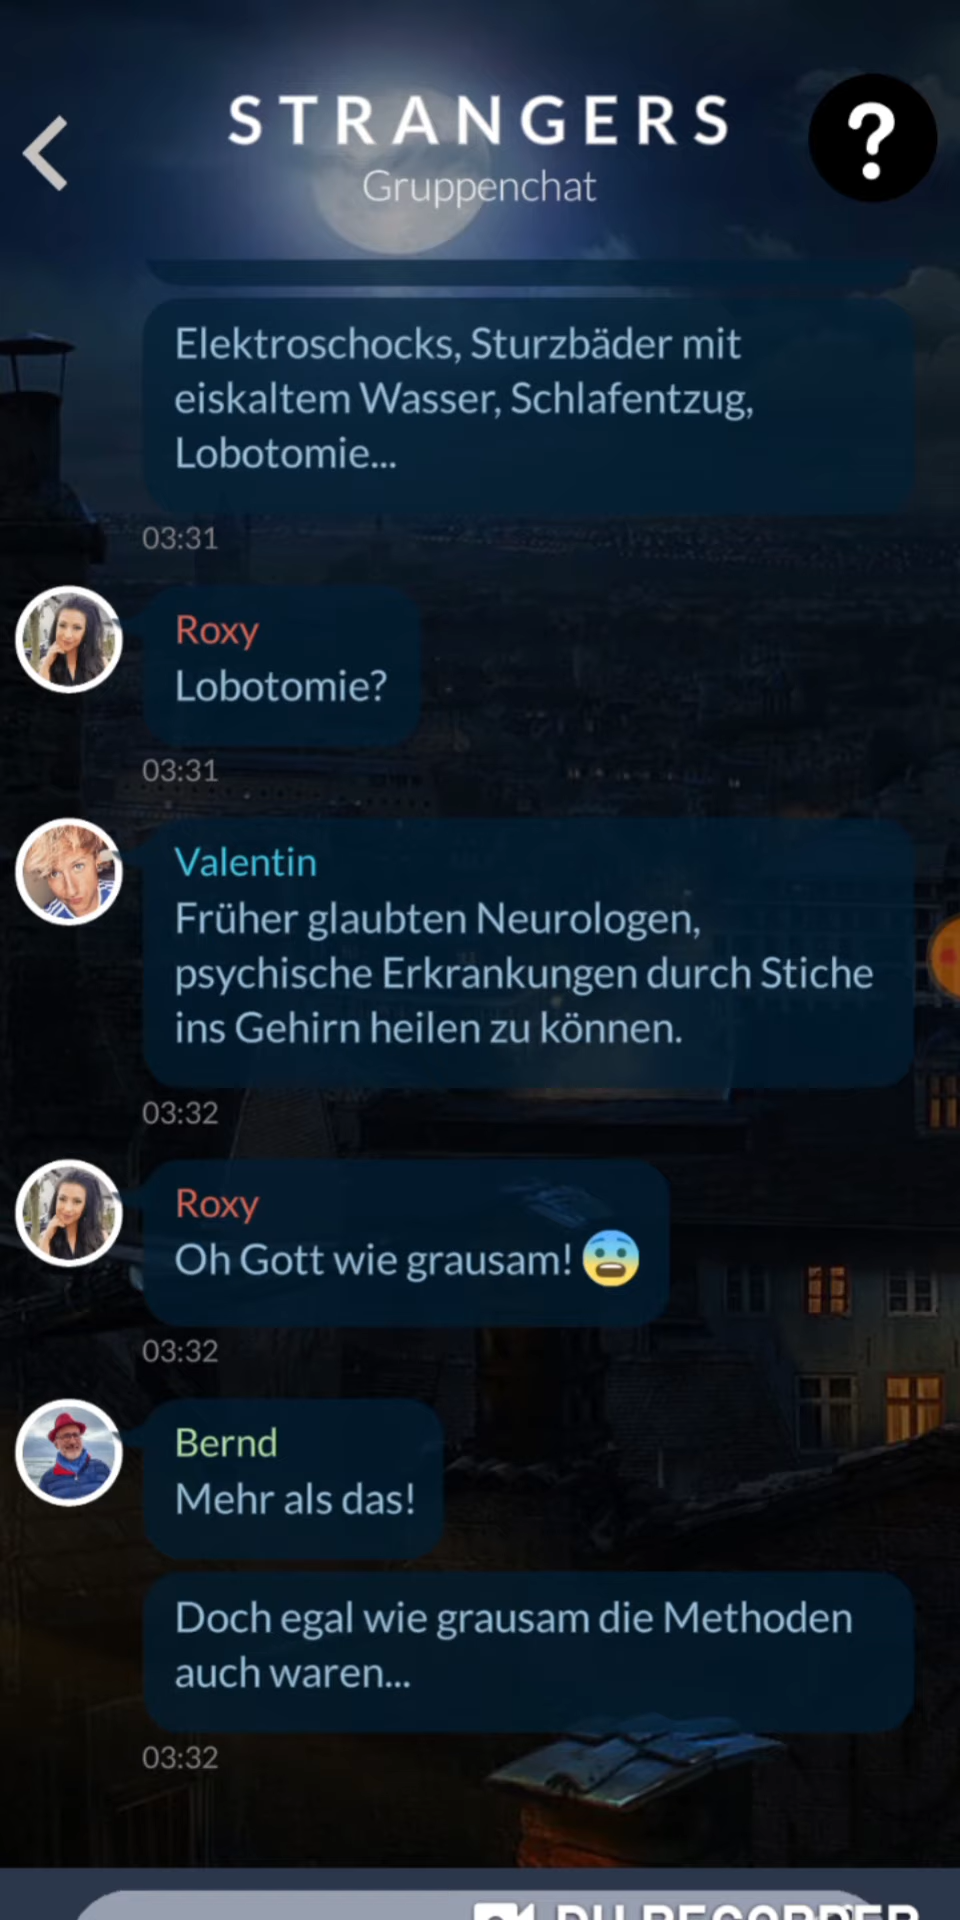 STRANGERS
?
Gruppenchat
Elektroschocks, Sturzbäder mit
eiskaltem Wasser, Schlafentzug,
Lobotomie...
03:31
Roxy
Lobotomie?
03:31
Valentin
Früher glaubten Neurologen,
psychische Erkrankungen durch Stiche
ins Gehirn heilen zu können.
03:32
Roxy
Oh Gott wie grausam! 😨
03:32
Bernd
Mehr als das!
Doch egal wie grausam die Methoden
auch waren...
03:32
DU RECORDER